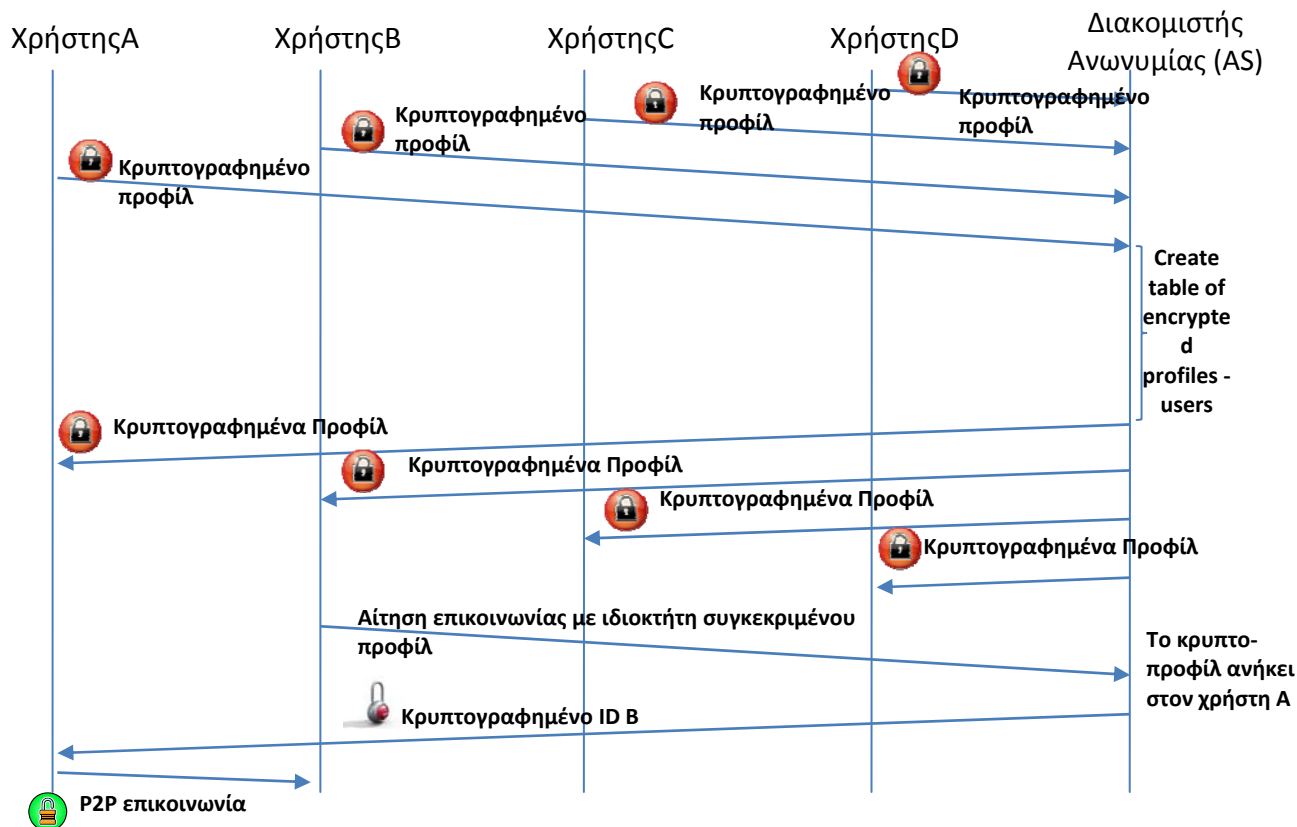 ΧρήστηςA
ΧρήστηςB
ΧρήστηςC
ΧρήστηςD
Διακομιστής
Ανωνυμίας (AS)
Κρυπτογραφημένο
προφίλ
Κρυπτογραφημένο
προφίλ
Κρυπτογραφημένο
προφίλ
Κρυπτογραφημένο
προφίλ
Create
table of
encrypte
d
profiles -
users
Κρυπτογραφημένα Προφίλ
Κρυπτογραφημένα Προφίλ
Κρυπτογραφημένα Προφίλ
Κρυπτογραφημένα Προφίλ
Αίτηση επικοινωνίας με ιδιοκτήτη συγκεκριμένου
προφίλ
Το κρυπτο-
προφίλ ανήκει
στον χρήστη Α
Κρυπτογραφημένο ID B
P2P επικοινωνία